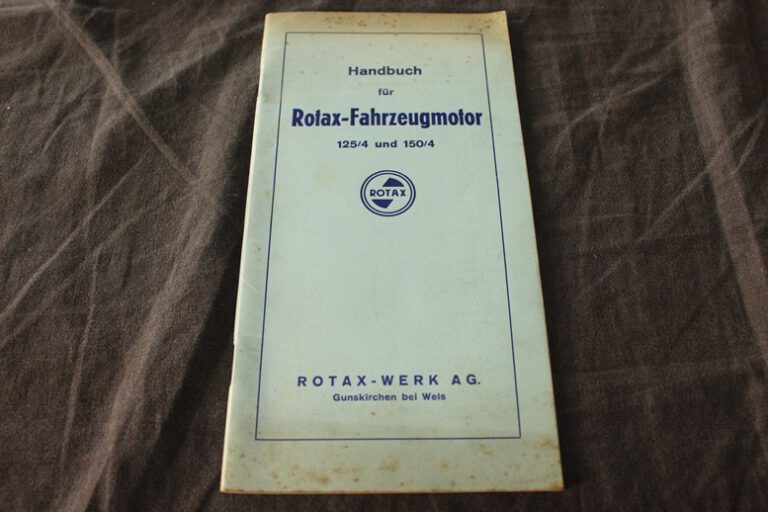 Handbuch
für
Rotax-Fahrzeugmotor
125/4 und 150/4
ROTAX
ROTAX-WERK AG.
Gunskirchen bei Wels